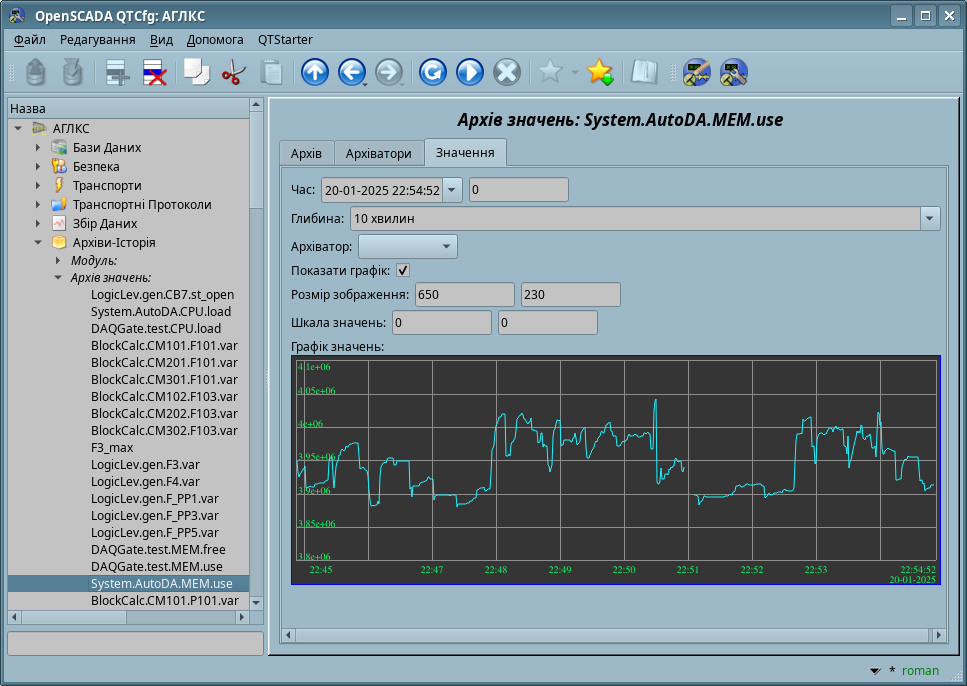 OpenSCADA QTCfg: АГЛКС
Файл Редагування Вид Допомога QTStarter
Назва
АГЛКС
Бази Даних
Безпека
Транспорти
Транспортні Протоколи
Збір Даних
Архіви-Історія
Модуль:
Архів значень:
LogicLev.gen.CB7.st_open
System.AutoDA.CPU.load
DAQGate.test.CPU.load
BlockCalc.CM101.F101.var
BlockCalc.CM201.F101.var
BlockCalc.CM301.F101.var
BlockCalc.CM102.F103.var
BlockCalc.CM202.F103.var
BlockCalc.CM302.F103.var
F3_max
LogicLev.gen.F3.var
LogicLev.gen.F4.var
LogicLev.gen.F_PP1.var
LogicLev.gen.F_PP3.var
LogicLev.gen.F_PP5.var
DAQGate.test.MEM.free
DAQGate.test.MEM.use
System.AutoDA.MEM.use
BlockCalc.CM101.P101.var
Архів значень: System.AutoDA.MEM.use
Архів Архіватори Значення
Час: 20-01-2025 22:54:52 0
Глибина: 10 хвилин
Архіватор:
Показати графік:
Розмір зображення: 650 230
Шкала значень: 0 0
Графік значень:
4.1e+06
4.05e+06
4e+06
3.95e+06
3.9e+06
3.85e+06
3.8e+06
22:45 22:47 22:48 22:49 22:50 22:51 22:52 22:53 22:54:52
20-01-2025
* roman